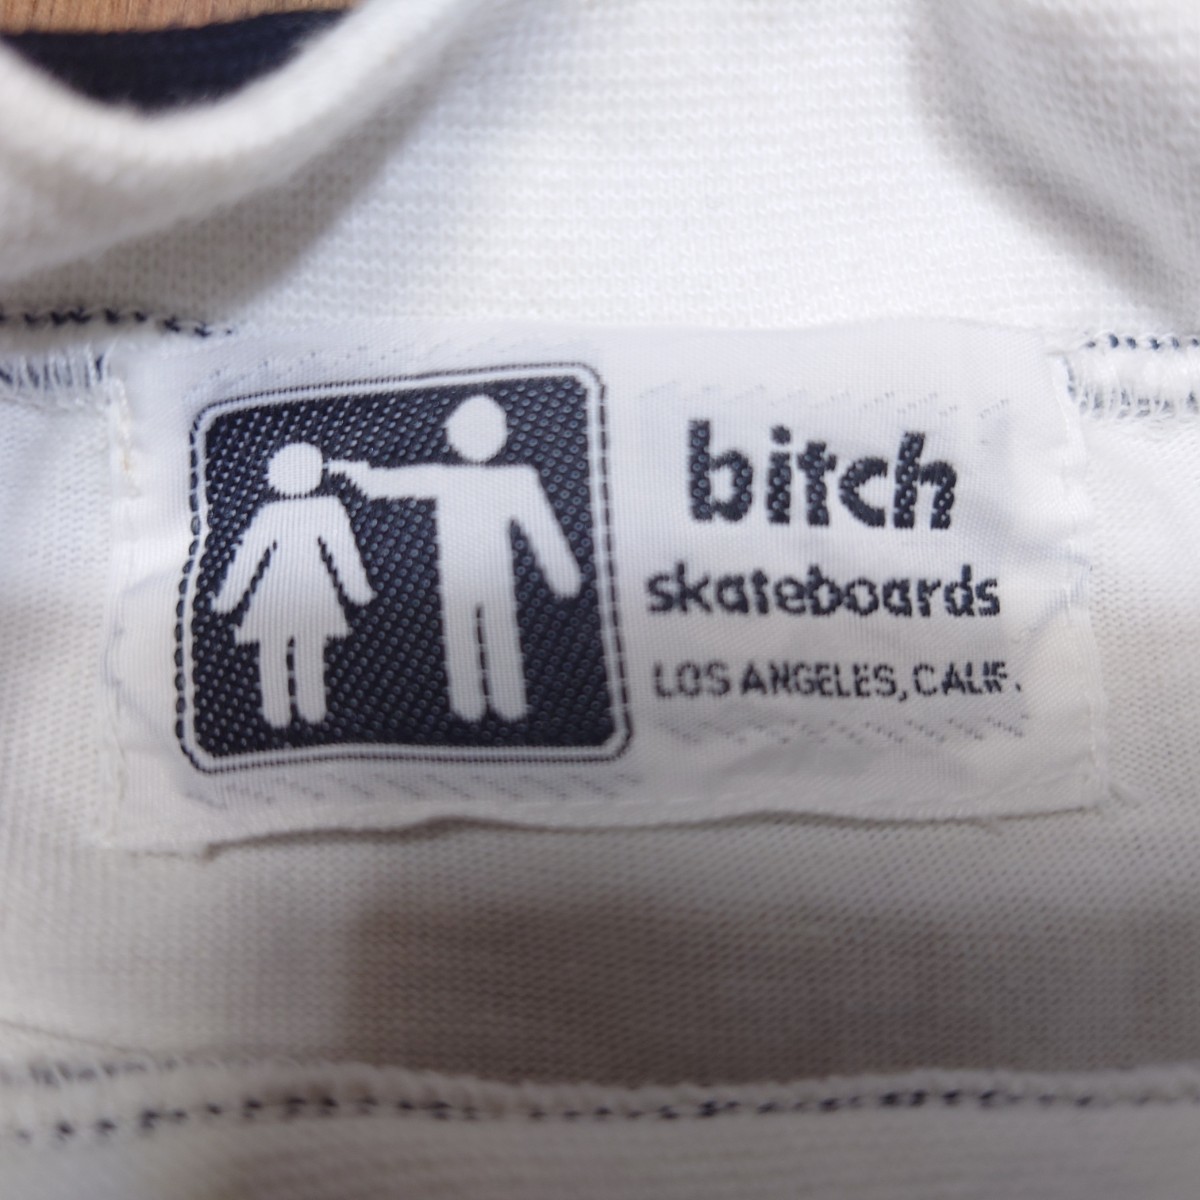 bitch
skateboards
LOS ANGELES, CALIF.